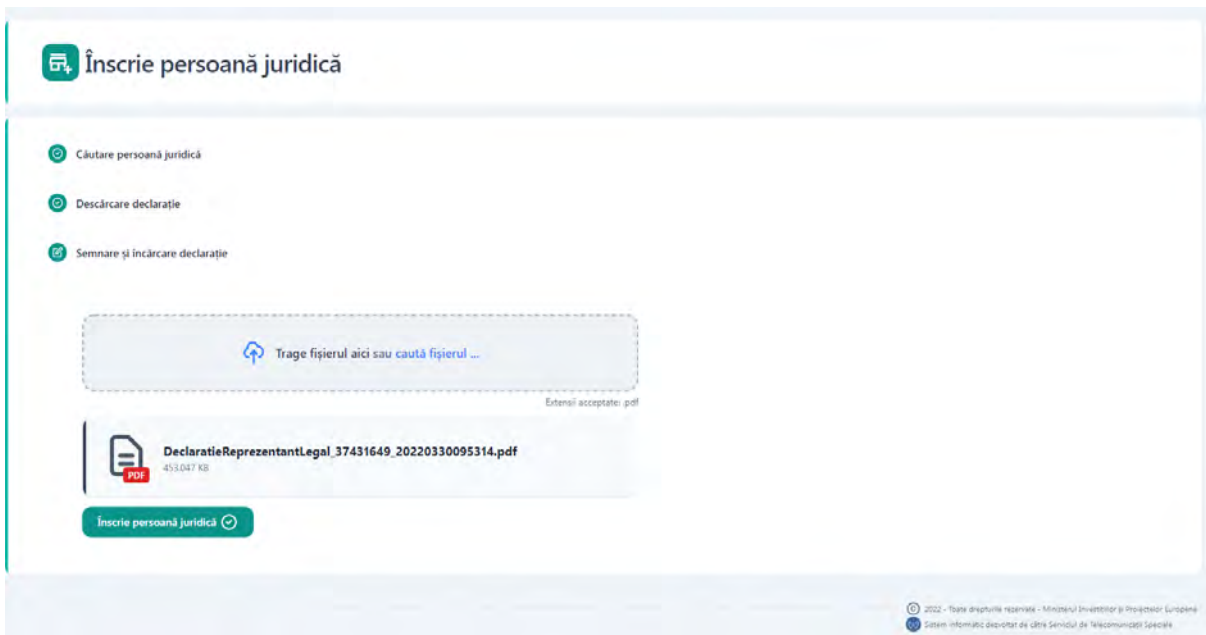 Înscrie persoană juridică
Căutare persoană juridică
Descărcare declarație
Semnare și încărcare declarație
Trage fișierul aici sau caută fișierul ...
Extensii acceptate: .pdf
DeclaratieReprezentantLegal_37431649_20220330095314.pdf
453.047 KB
PDF
Înscrie persoană juridică
© 2022 - Toate drepturile rezervate - Ministerul Investițiilor și Proiectelor Europene
Sistem informatic dezvoltat de către Serviciul de Telecomunicații Speciale